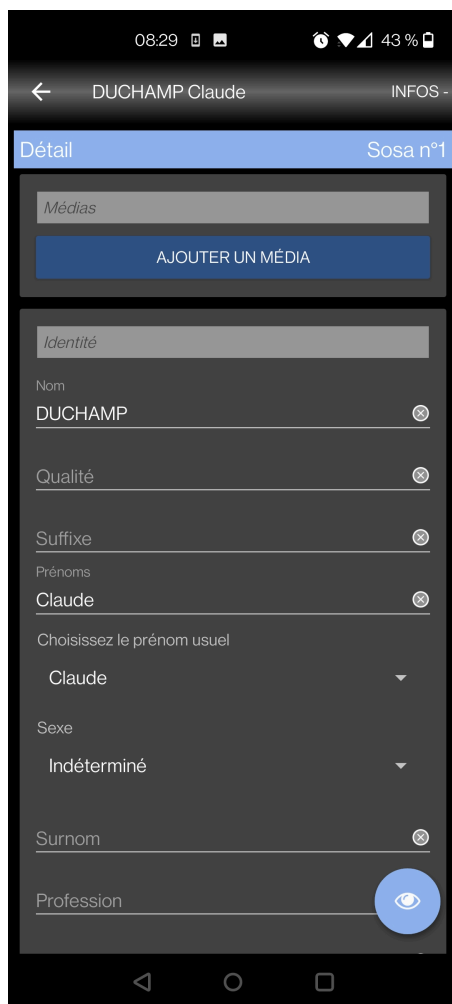 08:29
43 %
DUCHAMP Claude
INFOS -
Détail
Sosa n°1
Médias
AJOUTER UN MÉDIA
Identité
Nom
DUCHAMP
Qualité
Suffixe
Prénoms
Claude
Choisissez le prénom usuel
Claude
Sexe
Indéterminé
Surnom
Profession